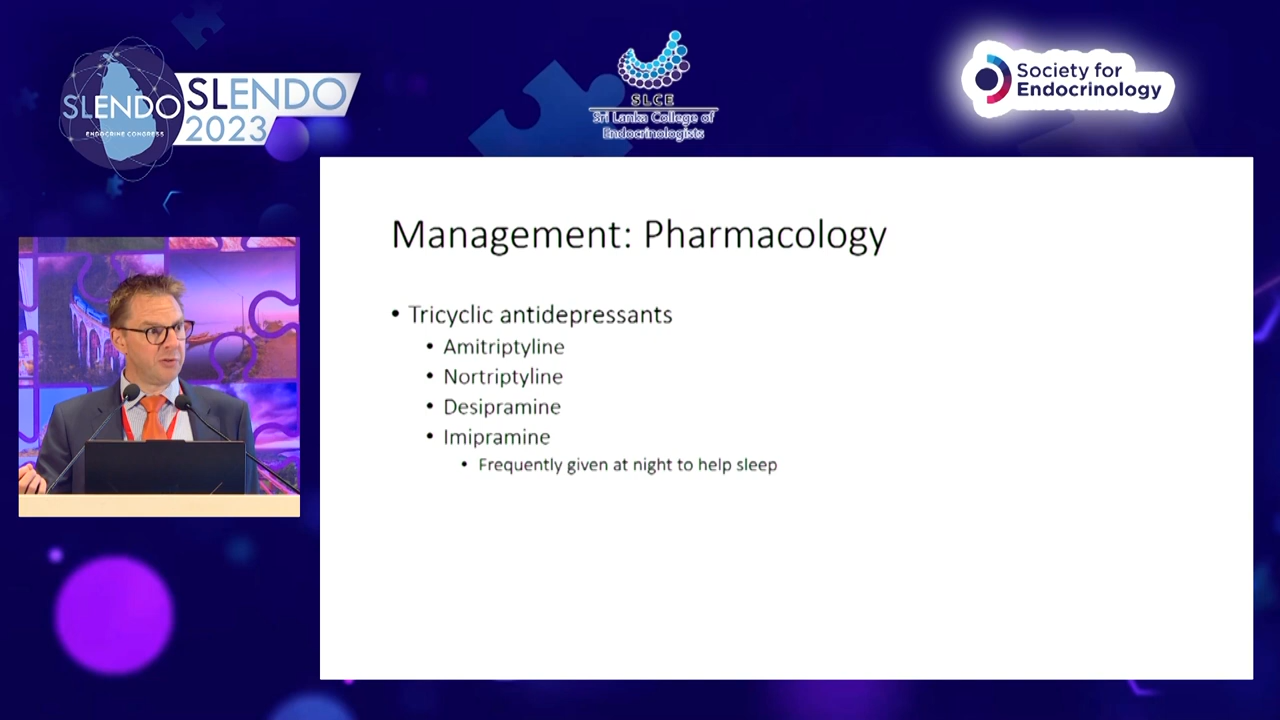 SLENDO
ENDOCRINE CONGRESS
SLENDO
2023
SLCE
Sri Lanka College of
Endocrinologists
Society for
Endocrinology
Management: Pharmacology
• Tricyclic antidepressants
• Amitriptyline
• Nortriptyline
• Desipramine
• Imipramine
• Frequently given at night to help sleep